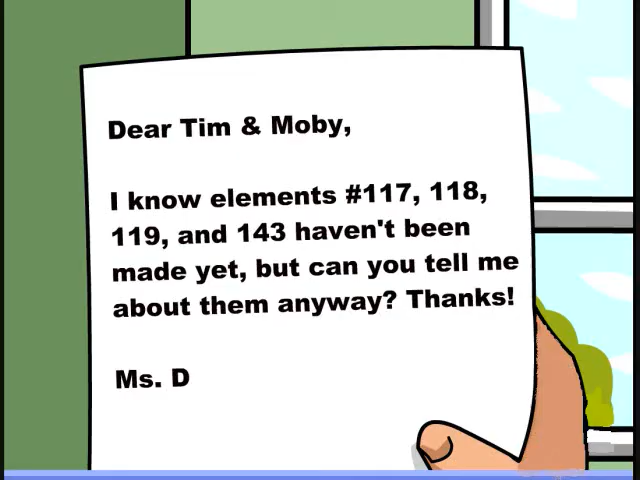 Dear Tim & Moby,
I know elements #117, 118,
119, and 143 haven't been
made yet, but can you tell me
about them anyway? Thanks!
Ms. D